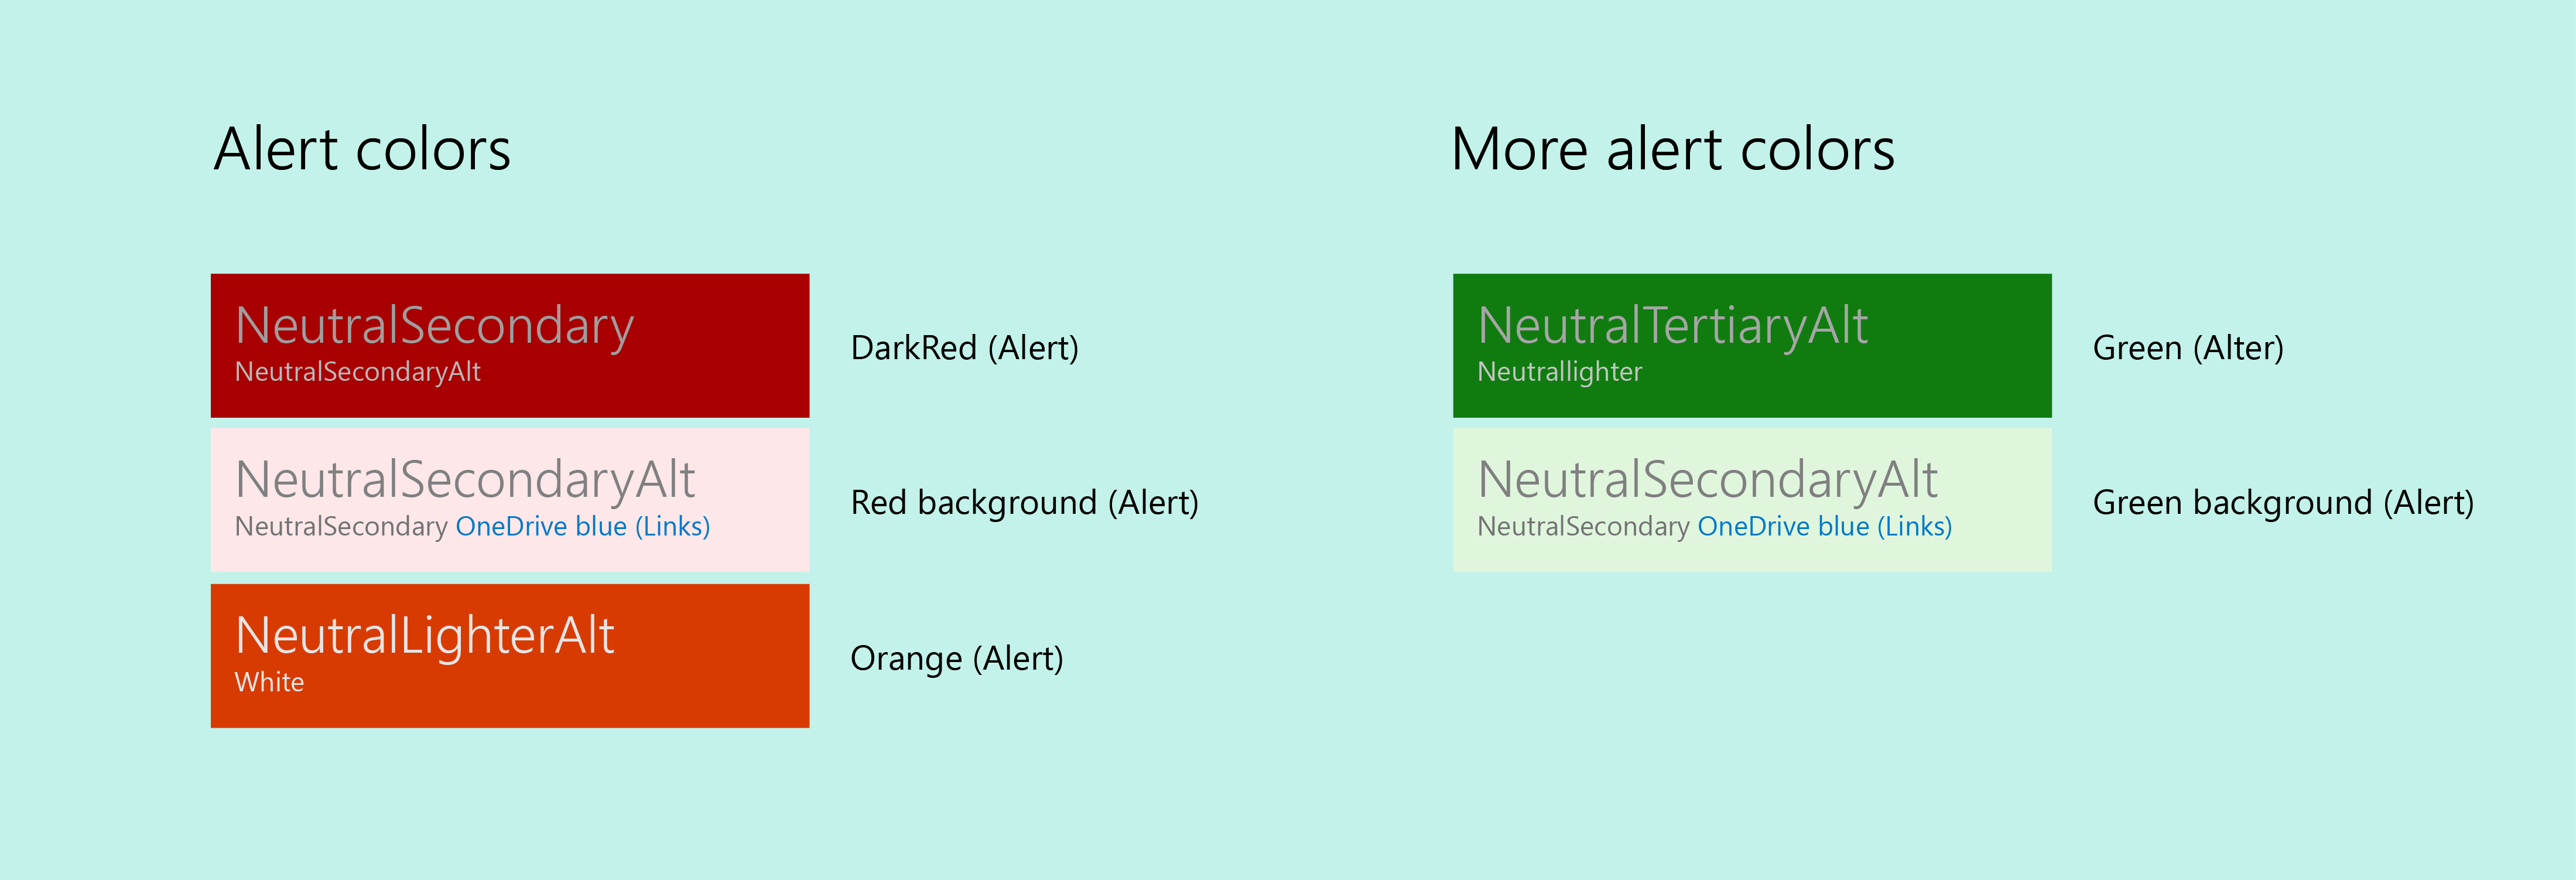 Alert colors
NeutralSecondary
NeutralSecondaryAlt
DarkRed (Alert)
NeutralSecondaryAlt
NeutralSecondary OneDrive blue (Links)
Red background (Alert)
NeutralLighterAlt
White
Orange (Alert)
More alert colors
NeutralTertiaryAlt
Neutrallighter
Green (Alter)
NeutralSecondaryAlt
NeutralSecondary OneDrive blue (Links)
Green background (Alert)